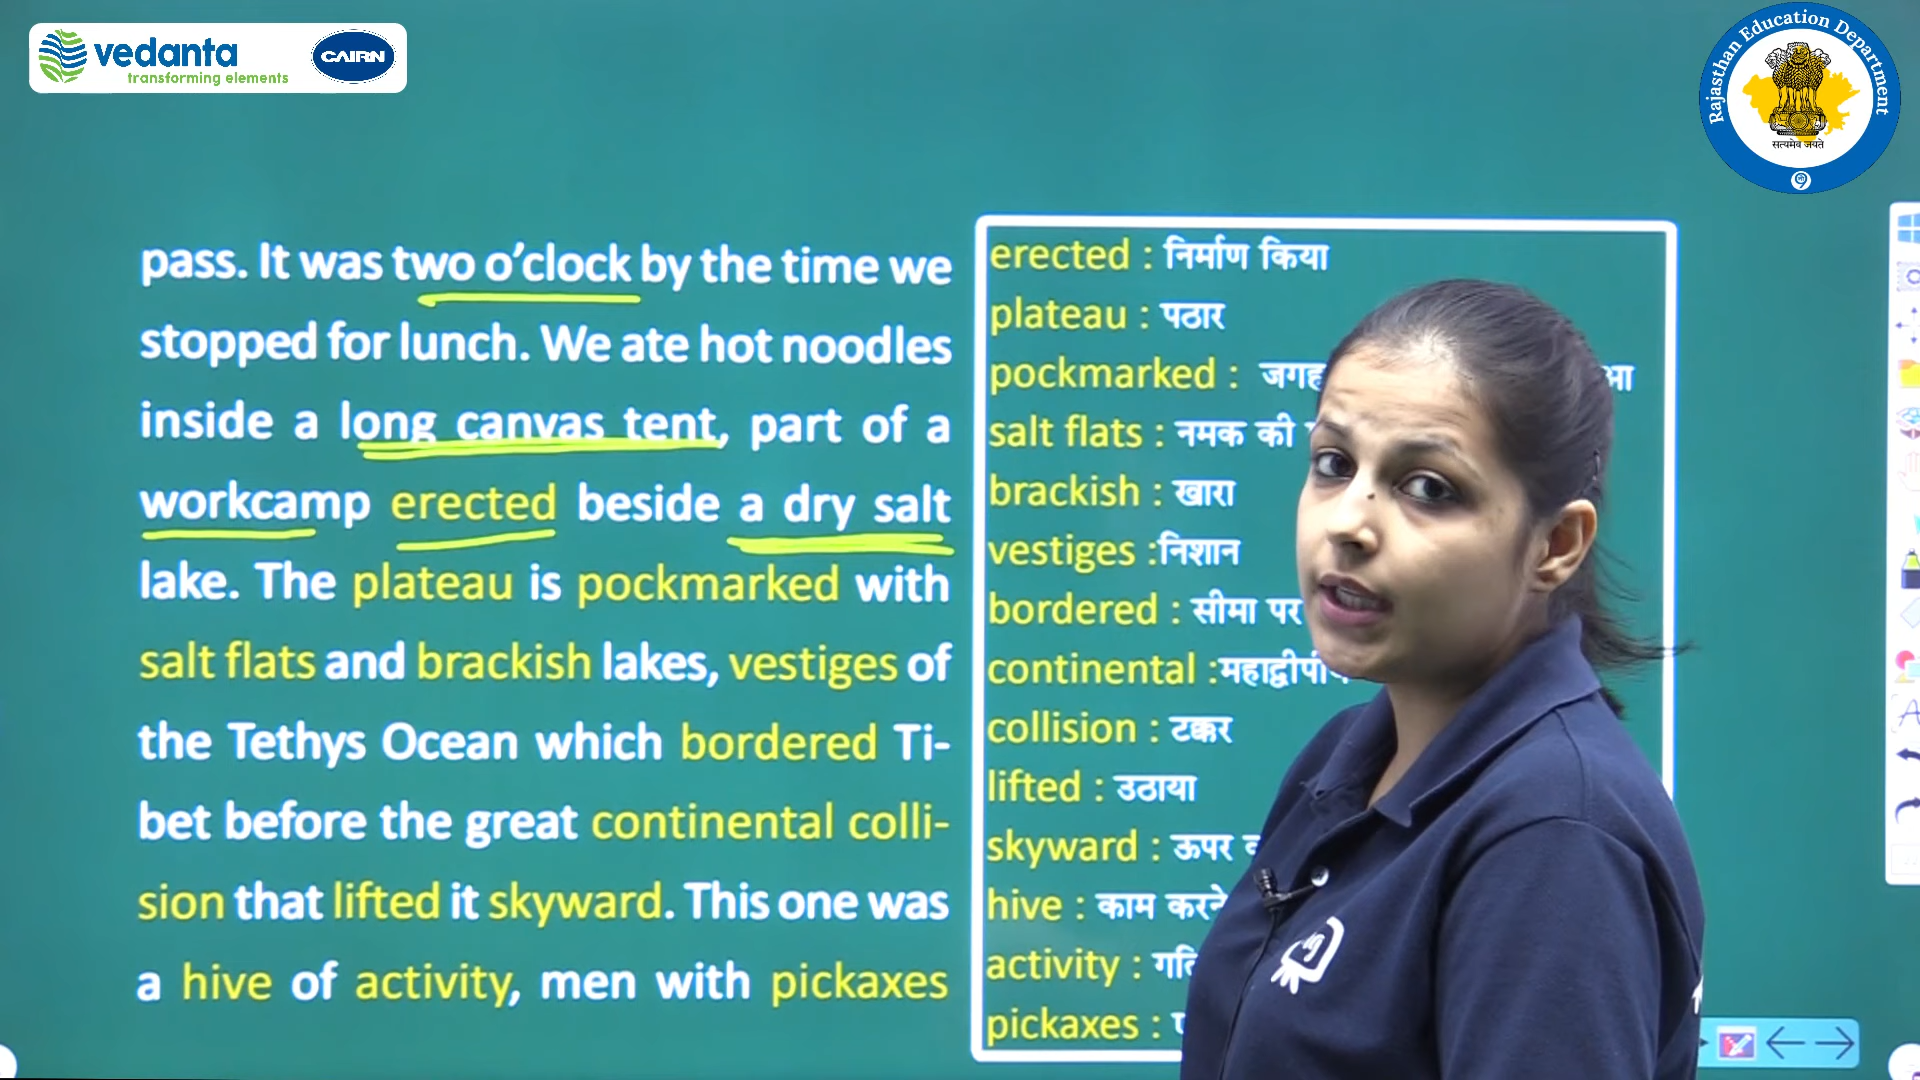 vedanta
transforming elements
CAIRN
Rajasthan Education Department
सत्यमेव जयते
pass. It was two o’clock by the time we
stopped for lunch. We ate hot noodles
inside a long canvas tent, part of a
workcamp erected beside a dry salt
lake. The plateau is pockmarked with
salt flats and brackish lakes, vestiges of
the Tethys Ocean which bordered Ti-
bet before the great continental colli-
sion that lifted it skyward. This one was
a hive of activity, men with pickaxes
erected : निर्माण किया
plateau : पठार
pockmarked :
salt flats : नमक की
brackish : खारा
vestiges :निशान
bordered : सीमा पर
continental :
collision : टक्कर
lifted : उठाया
skyward : ऊपर
hive : काम करने
activity :
pickaxes :